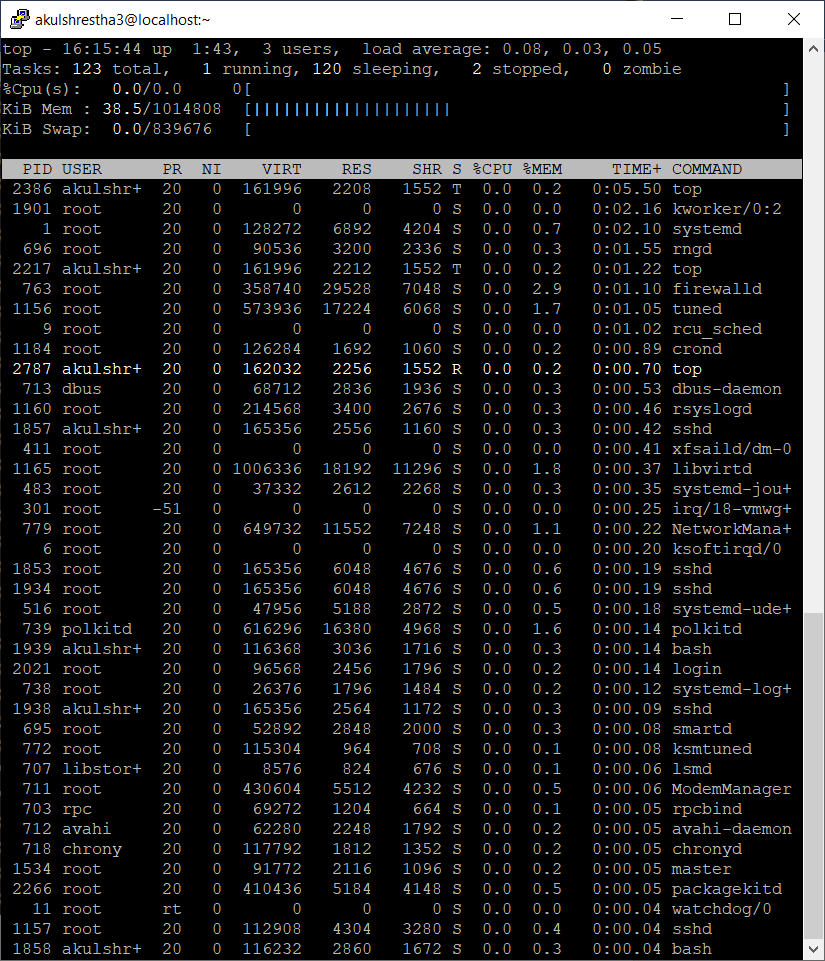 akulshrestha3@localhost:~
top - 16:15:44 up  1:43,  3 users,  load average: 0.08, 0.03, 0.05
Tasks: 123 total,   1 running, 120 sleeping,   2 stopped,   0 zombie
%Cpu(s):   0.0/0.0     0[                                                     ]
KiB Mem : 38.5/1014808  [||||||||||||||||||||                                 ]
KiB Swap:  0.0/839676   [                                                     ]
  PID USER      PR  NI    VIRT    RES    SHR S %CPU %MEM     TIME+ COMMAND
 2386 akulshr+  20   0  161996   2208   1552 T  0.0  0.2   0:05.50 top
 1901 root      20   0       0      0      0 S  0.0  0.0   0:02.16 kworker/0:2
    1 root      20   0  128272   6892   4204 S  0.0  0.7   0:02.10 systemd
  696 root      20   0   90536   3200   2336 S  0.0  0.3   0:01.55 rngd
 2217 akulshr+  20   0  161996   2212   1552 T  0.0  0.2   0:01.22 top
  763 root      20   0  358740  29528   7048 S  0.0  2.9   0:01.10 firewalld
 1156 root      20   0  573936  17224   6068 S  0.0  1.7   0:01.05 tuned
    9 root      20   0       0      0      0 S  0.0  0.0   0:01.02 rcu_sched
 1184 root      20   0  126284   1692   1060 S  0.0  0.2   0:00.89 crond
 2787 akulshr+  20   0  162032   2256   1552 R  0.0  0.2   0:00.70 top
  713 dbus      20   0   68712   2836   1936 S  0.0  0.3   0:00.53 dbus-daemon
 1160 root      20   0  214568   3400   2676 S  0.0  0.3   0:00.46 rsyslogd
 1857 akulshr+  20   0  165356   2556   1160 S  0.0  0.3   0:00.42 sshd
  411 root      20   0       0      0      0 S  0.0  0.0   0:00.41 xfsaild/dm-0
 1165 root      20   0 1006336  18192  11296 S  0.0  1.8   0:00.37 libvirtd
  483 root      20   0   37332   2612   2268 S  0.0  0.3   0:00.35 systemd-jou+
  301 root     -51   0       0      0      0 S  0.0  0.0   0:00.25 irq/18-vmwg+
  779 root      20   0  649732  11552   7248 S  0.0  1.1   0:00.22 NetworkMana+
    6 root      20   0       0      0      0 S  0.0  0.0   0:00.20 ksoftirqd/0
 1853 root      20   0  165356   6048   4676 S  0.0  0.6   0:00.19 sshd
 1934 root      20   0  165356   6048   4676 S  0.0  0.6   0:00.19 sshd
  516 root      20   0   47956   5188   2872 S  0.0  0.5   0:00.18 systemd-ude+
  739 polkitd   20   0  616296  16380   4968 S  0.0  1.6   0:00.14 polkitd
 1939 akulshr+  20   0  116368   3036   1716 S  0.0  0.3   0:00.14 bash
 2021 root      20   0   96568   2456   1796 S  0.0  0.2   0:00.14 login
  738 root      20   0   26376   1796   1484 S  0.0  0.2   0:00.12 systemd-log+
 1938 akulshr+  20   0  165356   2564   1172 S  0.0  0.3   0:00.09 sshd
  695 root      20   0   52892   2848   2000 S  0.0  0.3   0:00.08 smartd
  772 root      20   0  115304    964    708 S  0.0  0.1   0:00.08 ksmtuned
  707 libstor+  20   0    8576    824    676 S  0.0  0.1   0:00.06 lsmd
  711 root      20   0  430604   5512   4232 S  0.0  0.5   0:00.06 ModemManager
  703 rpc       20   0   69272   1204    664 S  0.0  0.1   0:00.05 rpcbind
  712 avahi     20   0   62280   2248   1792 S  0.0  0.2   0:00.05 avahi-daemon
  718 chrony    20   0  117792   1812   1352 S  0.0  0.2   0:00.05 chronyd
 1534 root      20   0   91772   2116   1096 S  0.0  0.2   0:00.05 master
 2266 root      20   0  410436   5184   4148 S  0.0  0.5   0:00.05 packagekitd
   11 root      rt   0       0      0      0 S  0.0  0.0   0:00.04 watchdog/0
 1157 root      20   0  112908   4304   3280 S  0.0  0.4   0:00.04 sshd
 1858 akulshr+  20   0  116232   2860   1672 S  0.0  0.3   0:00.04 bash